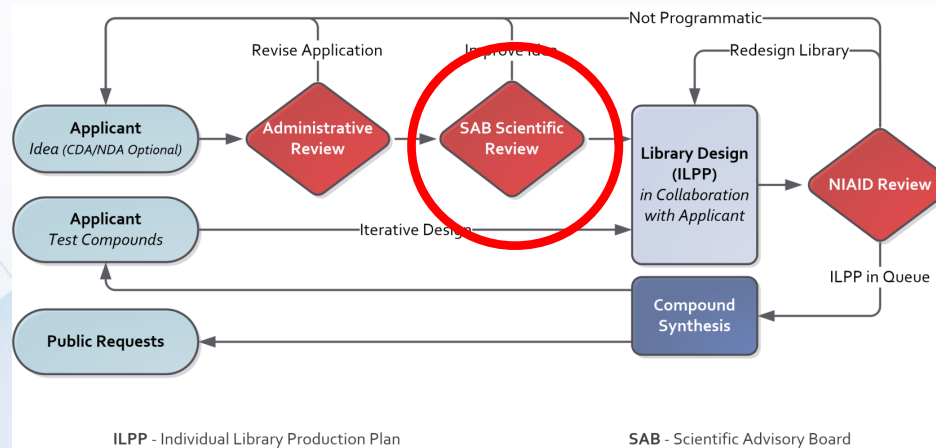 Not Programmatic
Revise Application
Improve Idea
Redesign Library
Applicant
Idea (CDA/NDA Optional)
Administrative
Review
SAB Scientific
Review
Library Design
(ILPP)
in Collaboration
with Applicant
NIAID Review
Applicant
Test Compounds
Iterative Design
ILPP in Queue
Compound
Synthesis
Public Requests
ILPP - Individual Library Production Plan
SAB - Scientific Advisory Board